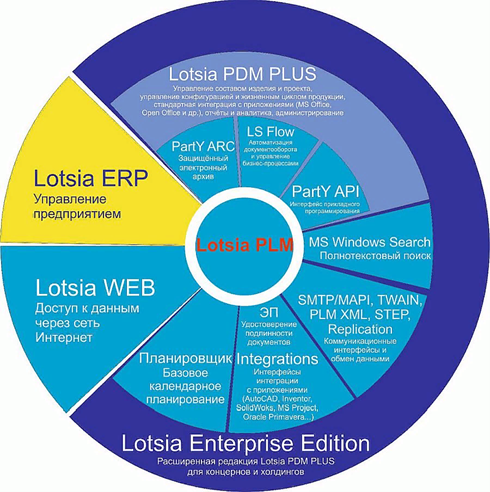 Lotsia PDM PLUS
Управление составом изделия и проекта,
управление конфигурацией и жизненным циклом продукции,
стандартная интеграция с приложениями (MS Office,
Open Office и др.), отчёты и аналитика, администрирование
PartY ARC
Защищённый
электронный
архив
LS Flow
Автоматизация
документооборота
и управление
бизнес-процессами
PartY API
Интерфейс прикладного
программирования
Lotsia ERP
Управление
предприятием
Lotsia PLM
MS Windows Search
Полнотекстовый поиск
Lotsia WEB
Доступ к данным
через сеть
Интернет
SMTP/MAPI, TWAIN,
PLM XML, STEP,
Replication
Коммуникационные
интерфейсы и
обмен данными
ЭП
Удостоверение
подлинности
документов
Планировщик
Базовое
календарное
планирование
Integrations
Интерфейсы
интеграции
с приложениями
(AutoCAD, Inventor,
SolidWoks, MS Project,
Oracle Primavera...)
Lotsia Enterprise Edition
Расширенная редакция Lotsia PDM PLUS
для концернов и холдингов